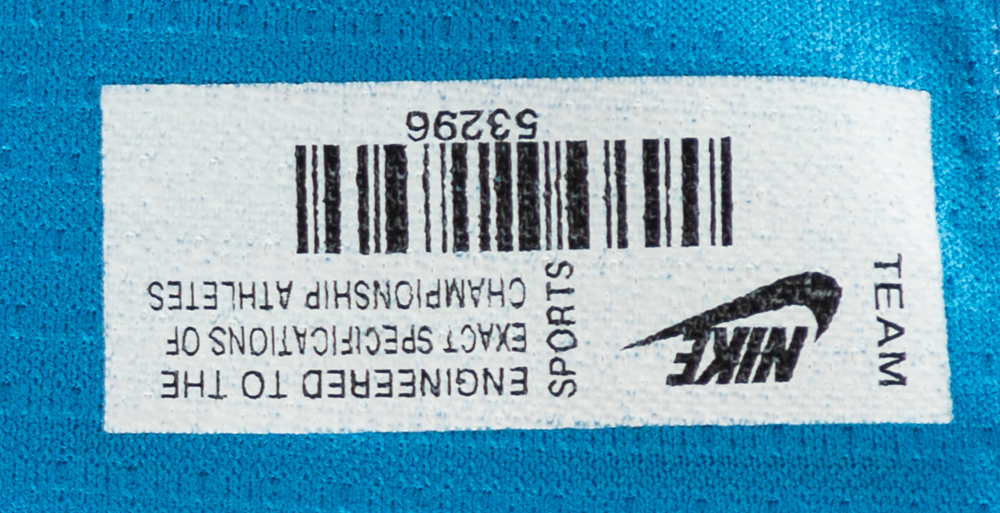 TEAM
NIKE
SPORTS
ENGINEERED TO THE
EXACT SPECIFICATIONS OF
CHAMPIONSHIP ATHLETES
53296